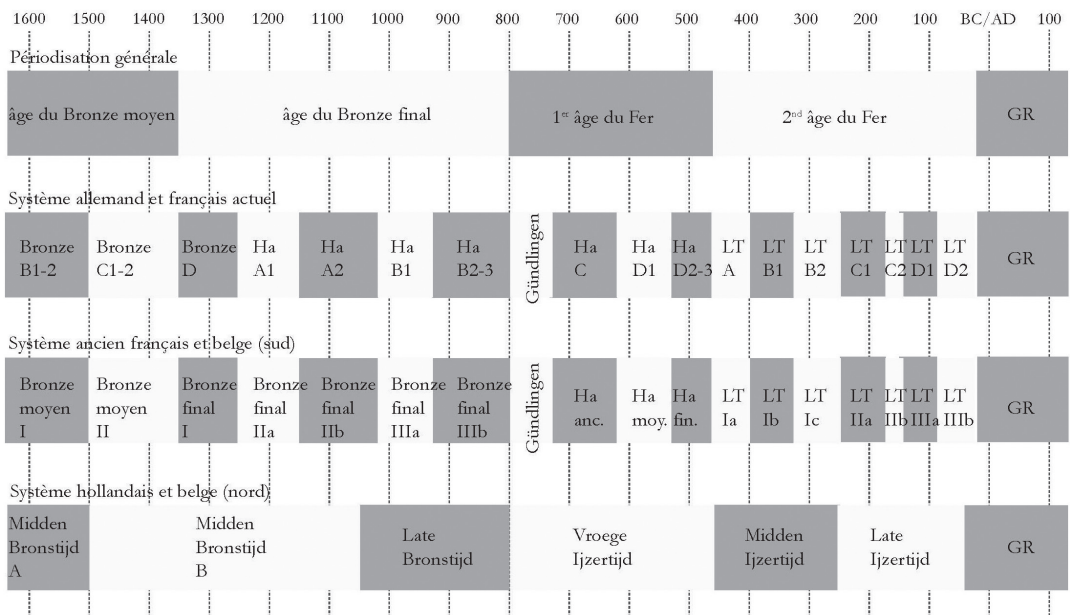 1600 1500 1400 1300 1200 1100 1000 900 800 700 600 500 400 300 200 100 BC/AD 100
Périodisation générale
âge du Bronze moyen
âge du Bronze final
1er âge du Fer
2nd âge du Fer
GR
Système allemand et français actuel
Bronze
B1-2
Bronze
C1-2
Bronze
D
Ha
A1
Ha
A2
Ha
B1
Ha
B2-3
Gündlingen
Ha
C
Ha
D1
Ha
D2-3
LT
A
LT
B1
LT
B2
LT
C1
LT
C2
LT
D1
LT
D2
GR
Système ancien français et belge (sud)
Bronze
moyen
I
Bronze
moyen
II
Bronze
final
I
Bronze
final
IIa
Bronze
final
IIb
Bronze
final
IIIa
Bronze
final
IIIb
Gündlingen
Ha
anc.
Ha
moy.
Ha
fin.
LT
Ia
LT
Ib
LT
Ic
LT
IIa
LT
IIb
LT
IIIa
LT
IIIb
GR
Système hollandais et belge (nord)
Midden
Bronstijd
A
Midden
Bronstijd
B
Late
Bronstijd
Vroege
Ijzertijd
Midden
Ijzertijd
Late
Ijzertijd
GR